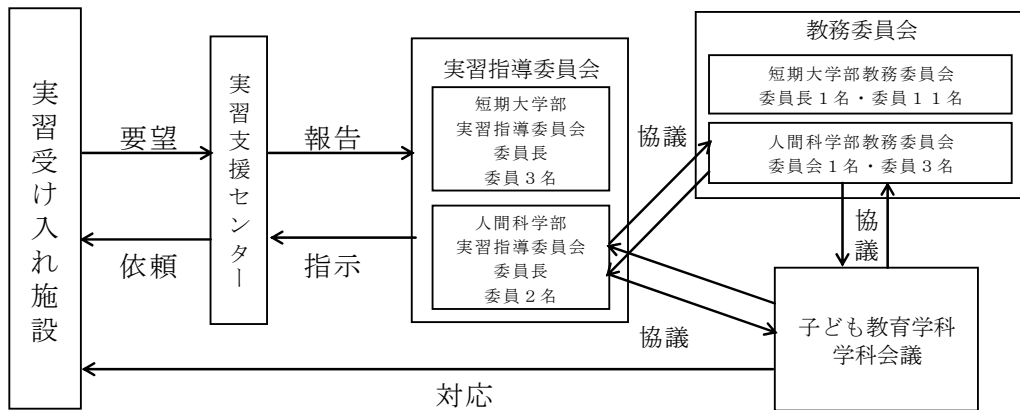 実習受け入れ施設
要望
依頼
実習支援センター
報告
指示
実習指導委員会
短期大学部
実習指導委員会
委員長
委員３名
人間科学部
実習指導委員会
委員長
委員２名
協議
協議
教務委員会
短期大学部教務委員会
委員長１名・委員１１名
人間科学部教務委員会
委員会１名・委員３名
協議
子ども教育学科
学科会議
対応